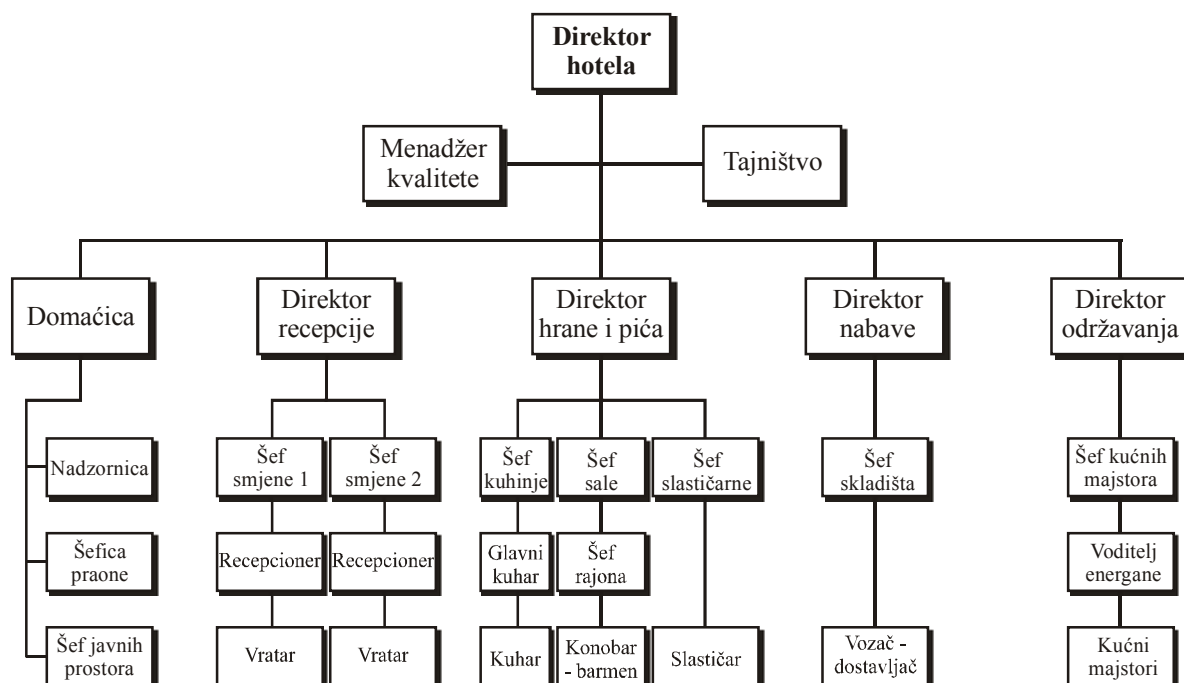 Direktor
hotela
Menadžer
kvalitete
Tajništvo
Domaćica
Direktor
recepcije
Direktor
hrane i pića
Direktor
nabave
Direktor
održavanja
Nadzornica
Šef
smjene 1
Šef
smjene 2
Šef
kuhinje
Šef
sale
Šef
slastičarne
Šef
skladišta
Šef kućnih
majstora
Šefica
praone
Recepcioner
Recepcioner
Glavni
kuhar
Šef
rajona
Voditelj
energane
Šef javnih
prostora
Vratar
Vratar
Kuhar
Konobar
- barmen
Slastičar
Vozač -
dostavljač
Kućni
majstori